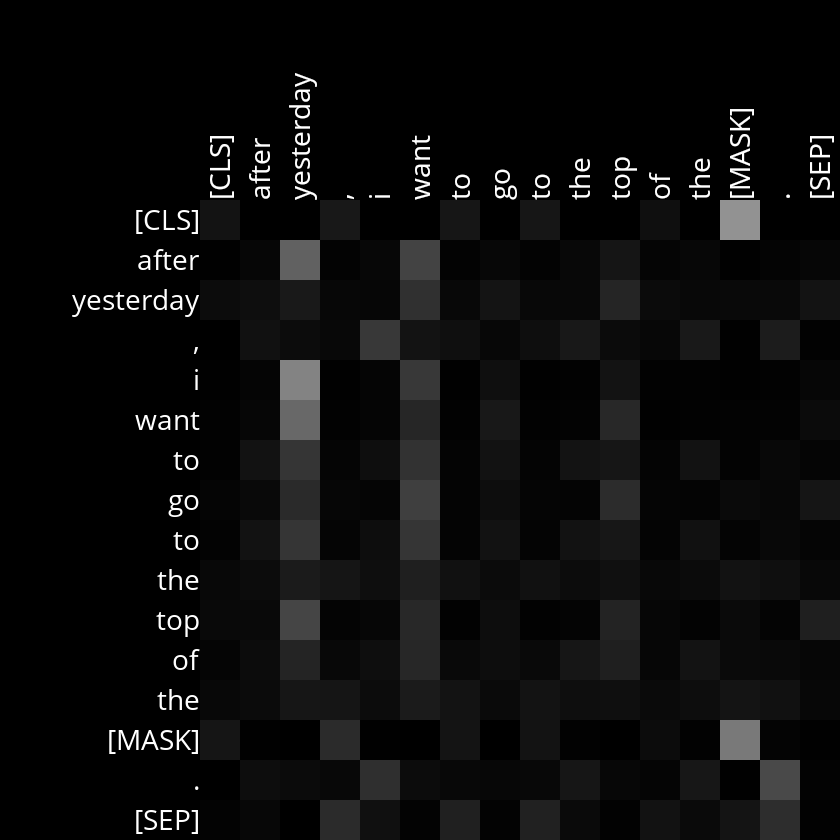 [CLS] after yesterday , i want to go to the top of the [MASK] . [SEP]
[CLS]
after
yesterday
,
i
want
to
go
to
the
top
of
the
[MASK]
.
[SEP]